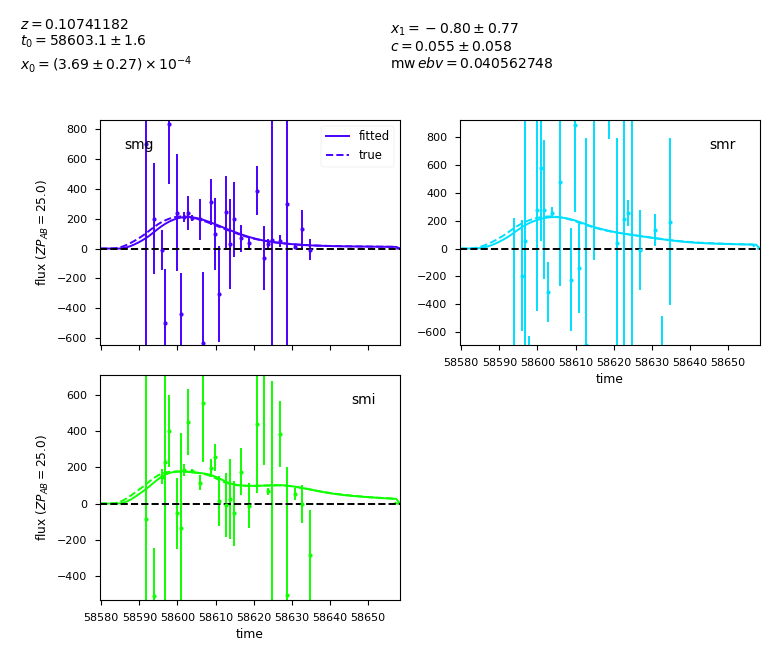 z = 0.10741182
t₀ = 58603.1 ± 1.6
x₀ = (3.69 ± 0.27) × 10⁻⁴
x₁ = −0.80 ± 0.77
c = 0.055 ± 0.058
mw ebv = 0.040562748
smg
fitted
true
800
600
400
200
0
−200
−400
−600
flux (ZP_AB = 25.0)
smr
800
600
400
200
0
−200
−400
−600
58580 58590 58600 58610 58620 58630 58640 58650
time
smi
600
400
200
0
−200
−400
flux (ZP_AB = 25.0)
58580 58590 58600 58610 58620 58630 58640 58650
time